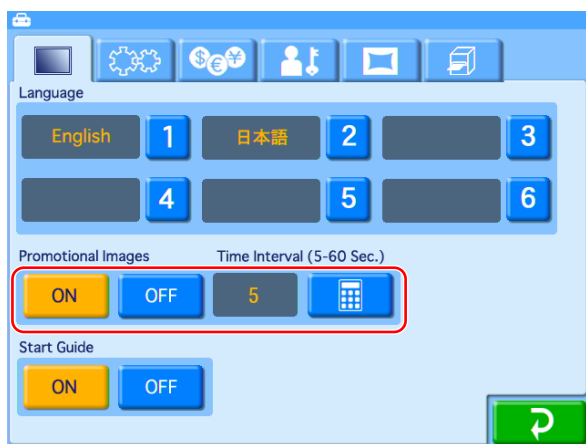 $ € ¥
Language
English 1 日本語 2 3
4 5 6
Promotional Images Time Interval (5-60 Sec.)
ON OFF 5
Start Guide
ON OFF